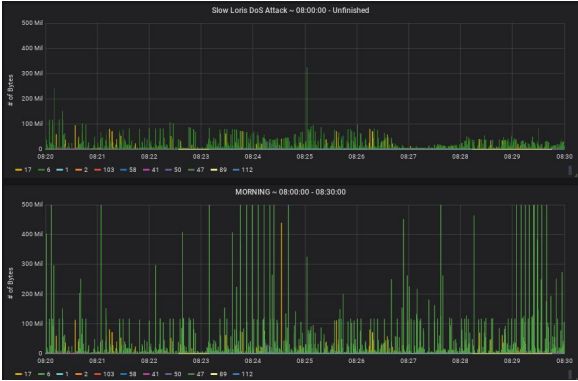 Slow Loris DoS Attack ~ 08:00:00 - Unfinished
# of Bytes
500 Mil
400 Mil
300 Mil
200 Mil
100 Mil
0
08:20 08:21 08:22 08:23 08:24 08:25 08:26 08:27 08:28 08:29 08:30
17 6 1 2 103 58 41 50 47 89 112
MORNING ~ 08:00:00 - 08:30:00
# of Bytes
500 Mil
400 Mil
300 Mil
200 Mil
100 Mil
0
08:20 08:21 08:22 08:23 08:24 08:25 08:26 08:27 08:28 08:29 08:30
17 6 1 2 103 58 41 50 47 89 112